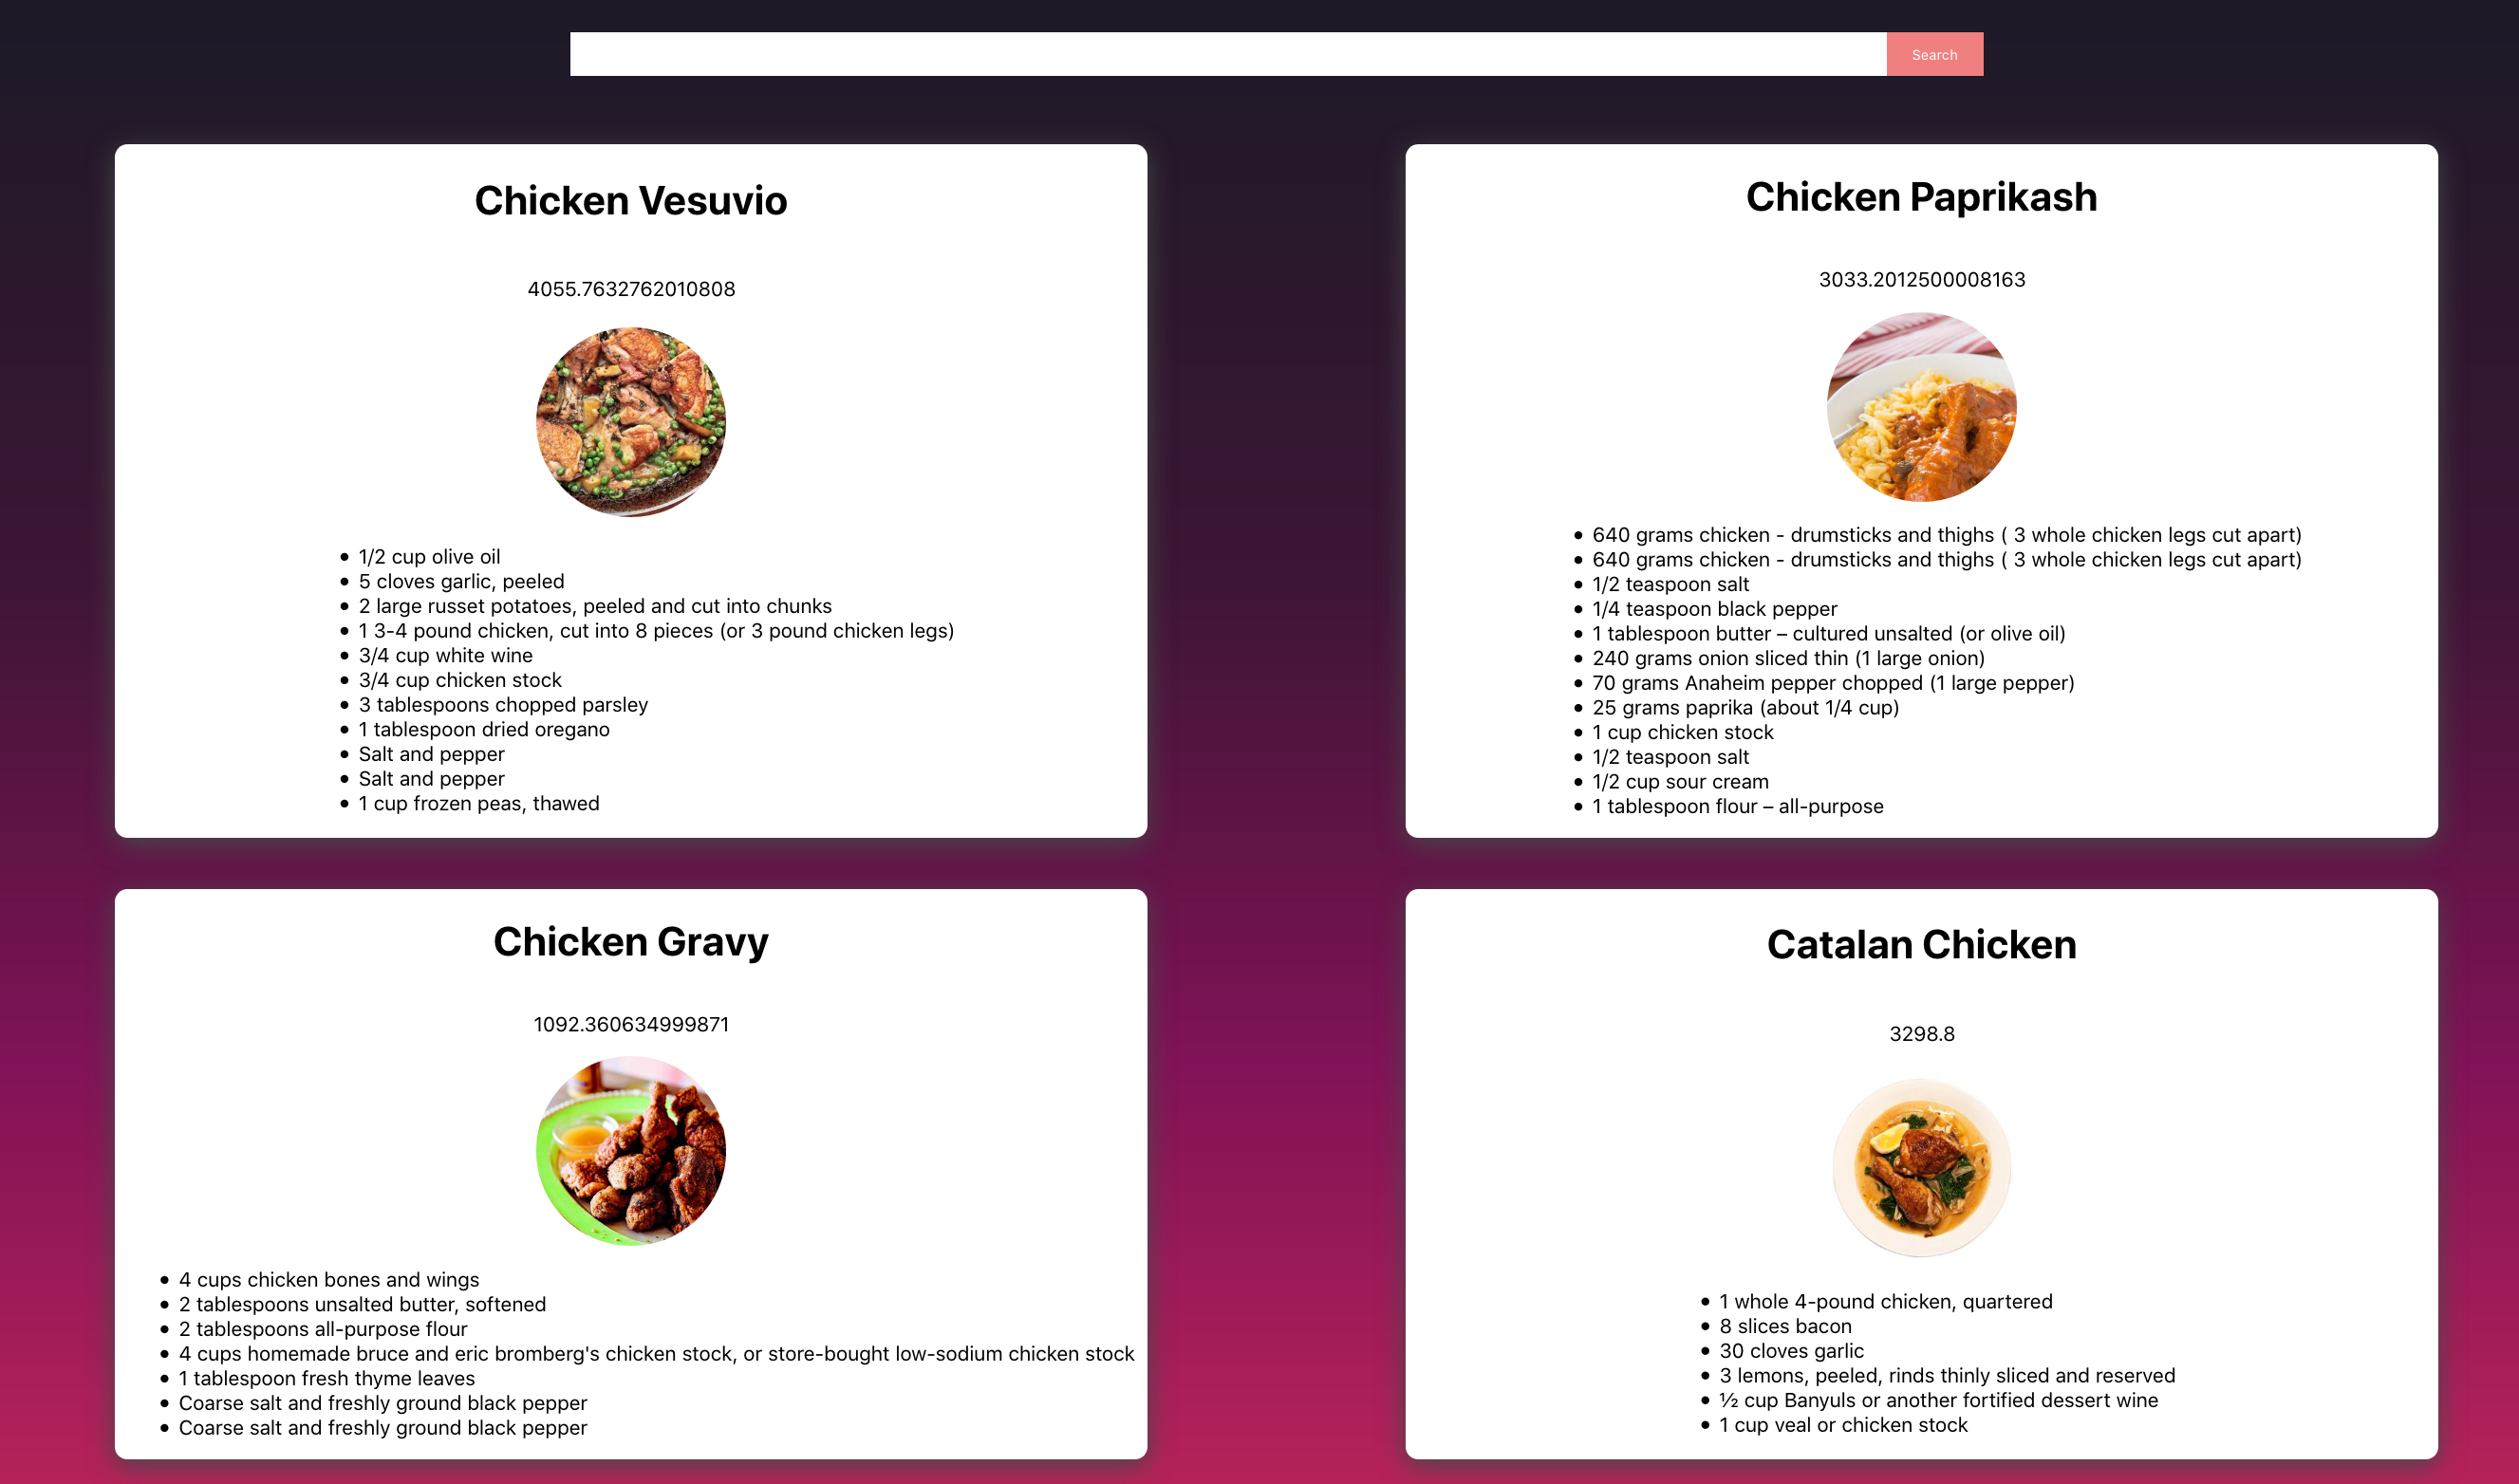 Search
Chicken Vesuvio
4055.7632762010808
1/2 cup olive oil
5 cloves garlic, peeled
2 large russet potatoes, peeled and cut into chunks
1 3-4 pound chicken, cut into 8 pieces (or 3 pound chicken legs)
3/4 cup white wine
3/4 cup chicken stock
3 tablespoons chopped parsley
1 tablespoon dried oregano
Salt and pepper
Salt and pepper
1 cup frozen peas, thawed
Chicken Paprikash
3033.2012500008163
640 grams chicken - drumsticks and thighs ( 3 whole chicken legs cut apart)
640 grams chicken - drumsticks and thighs ( 3 whole chicken legs cut apart)
1/2 teaspoon salt
1/4 teaspoon black pepper
1 tablespoon butter – cultured unsalted (or olive oil)
240 grams onion sliced thin (1 large onion)
70 grams Anaheim pepper chopped (1 large pepper)
25 grams paprika (about 1/4 cup)
1 cup chicken stock
1/2 teaspoon salt
1/2 cup sour cream
1 tablespoon flour – all-purpose
Chicken Gravy
1092.360634999871
4 cups chicken bones and wings
2 tablespoons unsalted butter, softened
2 tablespoons all-purpose flour
4 cups homemade bruce and eric bromberg's chicken stock, or store-bought low-sodium chicken stock
1 tablespoon fresh thyme leaves
Coarse salt and freshly ground black pepper
Coarse salt and freshly ground black pepper
Catalan Chicken
3298.8
1 whole 4-pound chicken, quartered
8 slices bacon
30 cloves garlic
3 lemons, peeled, rinds thinly sliced and reserved
½ cup Banyuls or another fortified dessert wine
1 cup veal or chicken stock